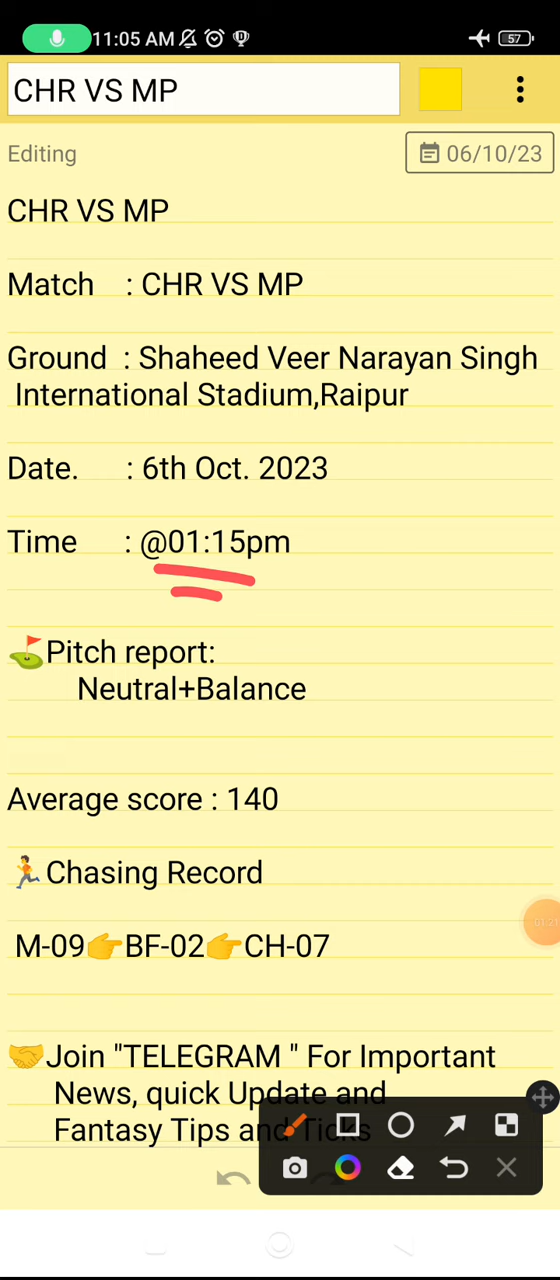 11:05 AM
57
CHR VS MP
Editing
06/10/23
CHR VS MP
Match : CHR VS MP
Ground : Shaheed Veer Narayan Singh
International Stadium,Raipur
Date. : 6th Oct. 2023
Time : @01:15pm
Pitch report:
Neutral+Balance
Average score : 140
Chasing Record
M-09👉BF-02👉CH-07
🤝Join "TELEGRAM " For Important
News, quick Update and
Fantasy Tips and Ticks